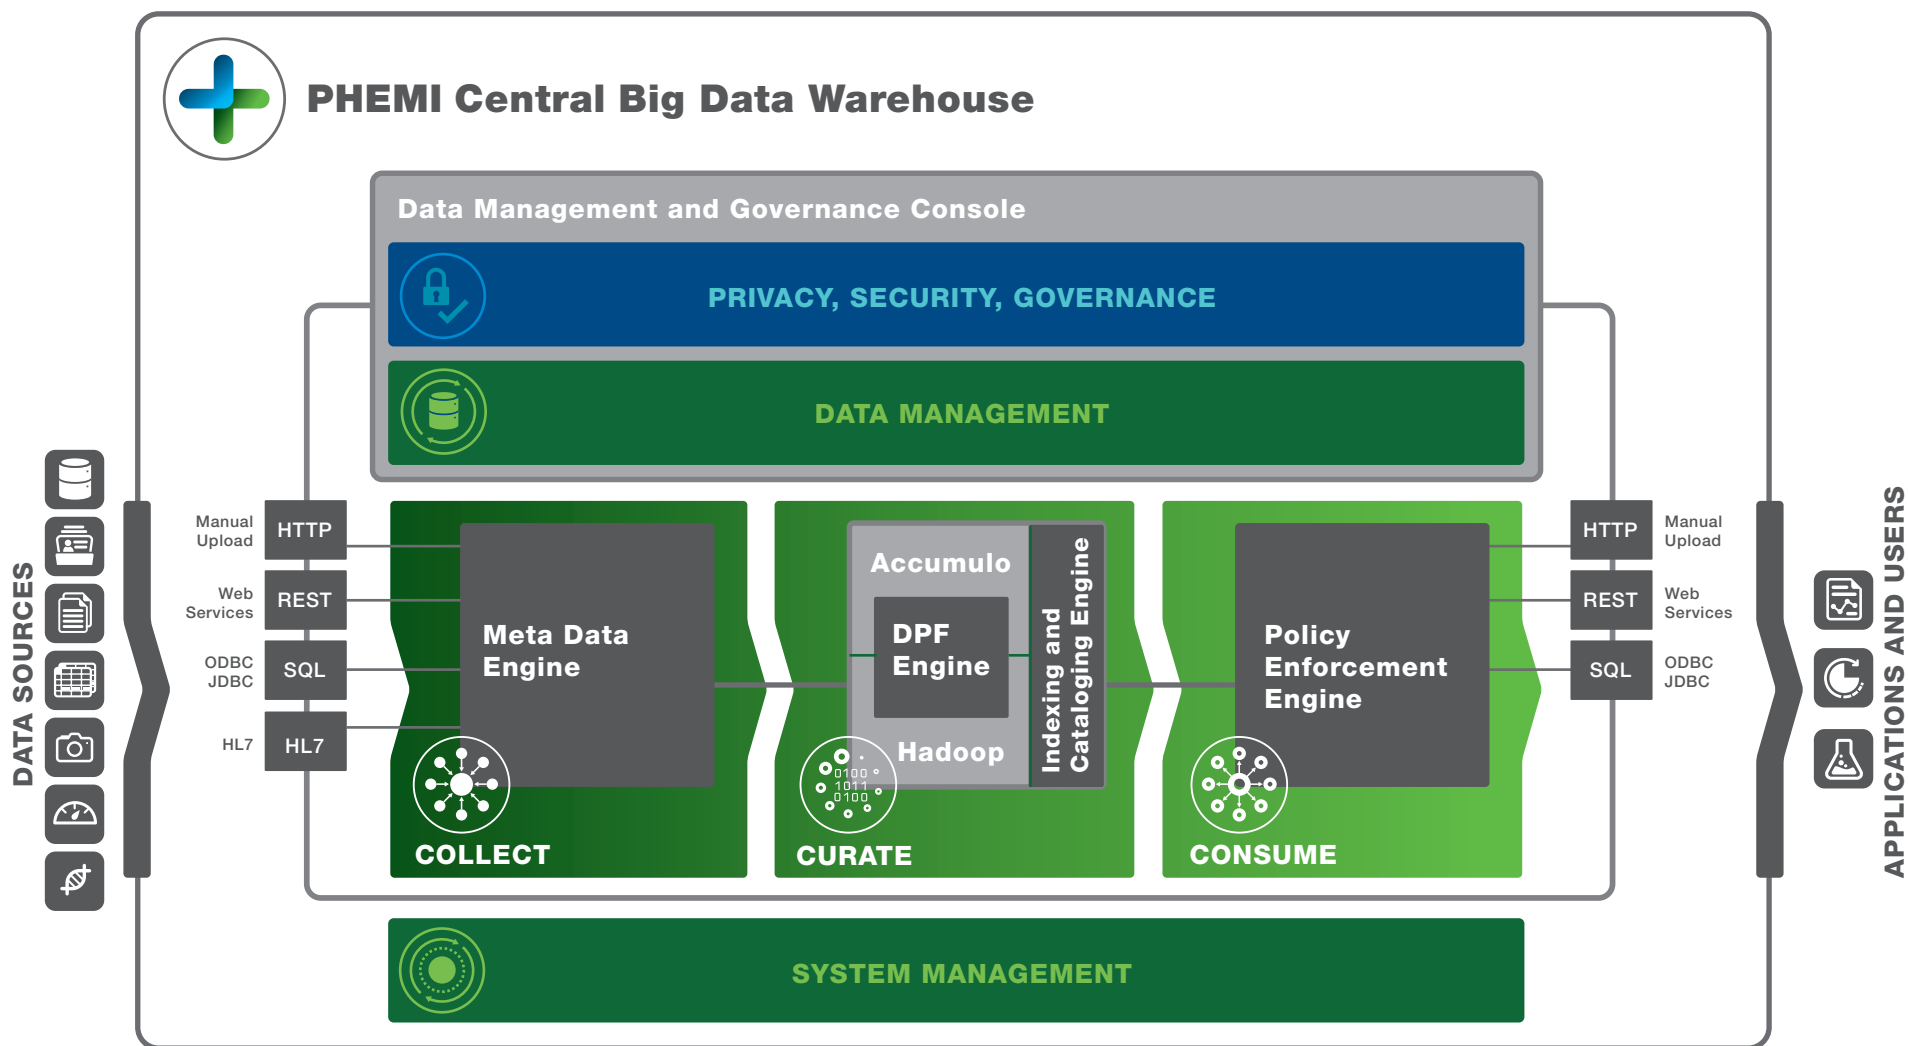 PHEMI Central Big Data Warehouse
Data Management and Governance Console
PRIVACY, SECURITY, GOVERNANCE
DATA MANAGEMENT
DATA SOURCES
Manual
Upload
HTTP
Web
Services
REST
ODBC
JDBC
SQL
HL7
HL7
Meta Data
Engine
COLLECT
Accumulo
DPF
Engine
Hadoop
Indexing and
Cataloging Engine
0100
1011
0100
CURATE
Policy
Enforcement
Engine
CONSUME
HTTP
Manual
Upload
REST
Web
Services
SQL
ODBC
JDBC
APPLICATIONS AND USERS
SYSTEM MANAGEMENT